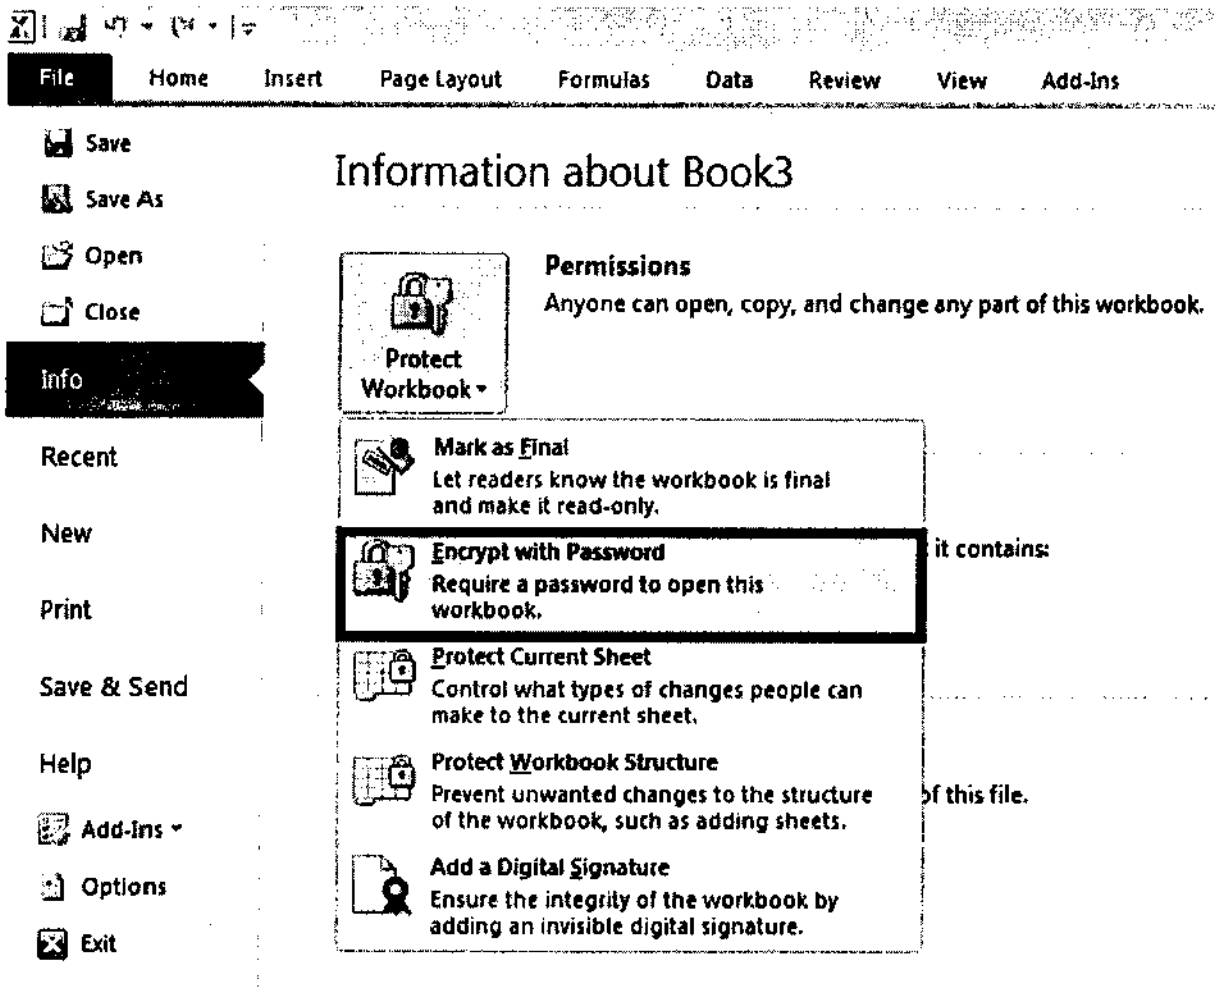 File Home Insert Page Layout Formulas Data Review View Add-Ins
Save
Save As
Open
Close
Info
Recent
New
Print
Save & Send
Help
Add-Ins
Options
Exit
Information about Book3
Permissions
Anyone can open, copy, and change any part of this workbook.
Protect
Workbook
Mark as Final
Let readers know the workbook is final
and make it read-only.
Encrypt with Password
Require a password to open this
workbook.
Protect Current Sheet
Control what types of changes people can
make to the current sheet.
Protect Workbook Structure
Prevent unwanted changes to the structure
of the workbook, such as adding sheets.
Add a Digital Signature
Ensure the integrity of the workbook by
adding an invisible digital signature.
it contains:
of this file.